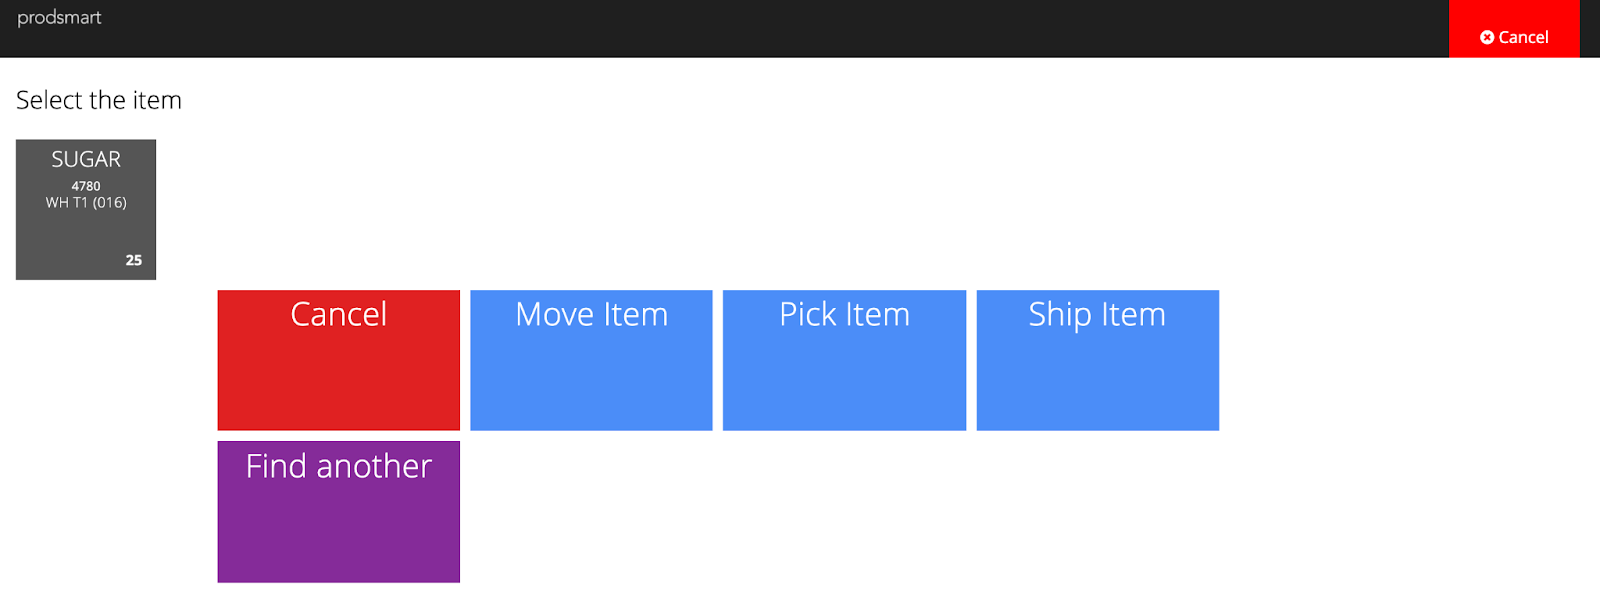 prodsmart
Cancel
Select the item
SUGAR
4780
WH T1 (016)
25
Cancel
Move Item
Pick Item
Ship Item
Find another